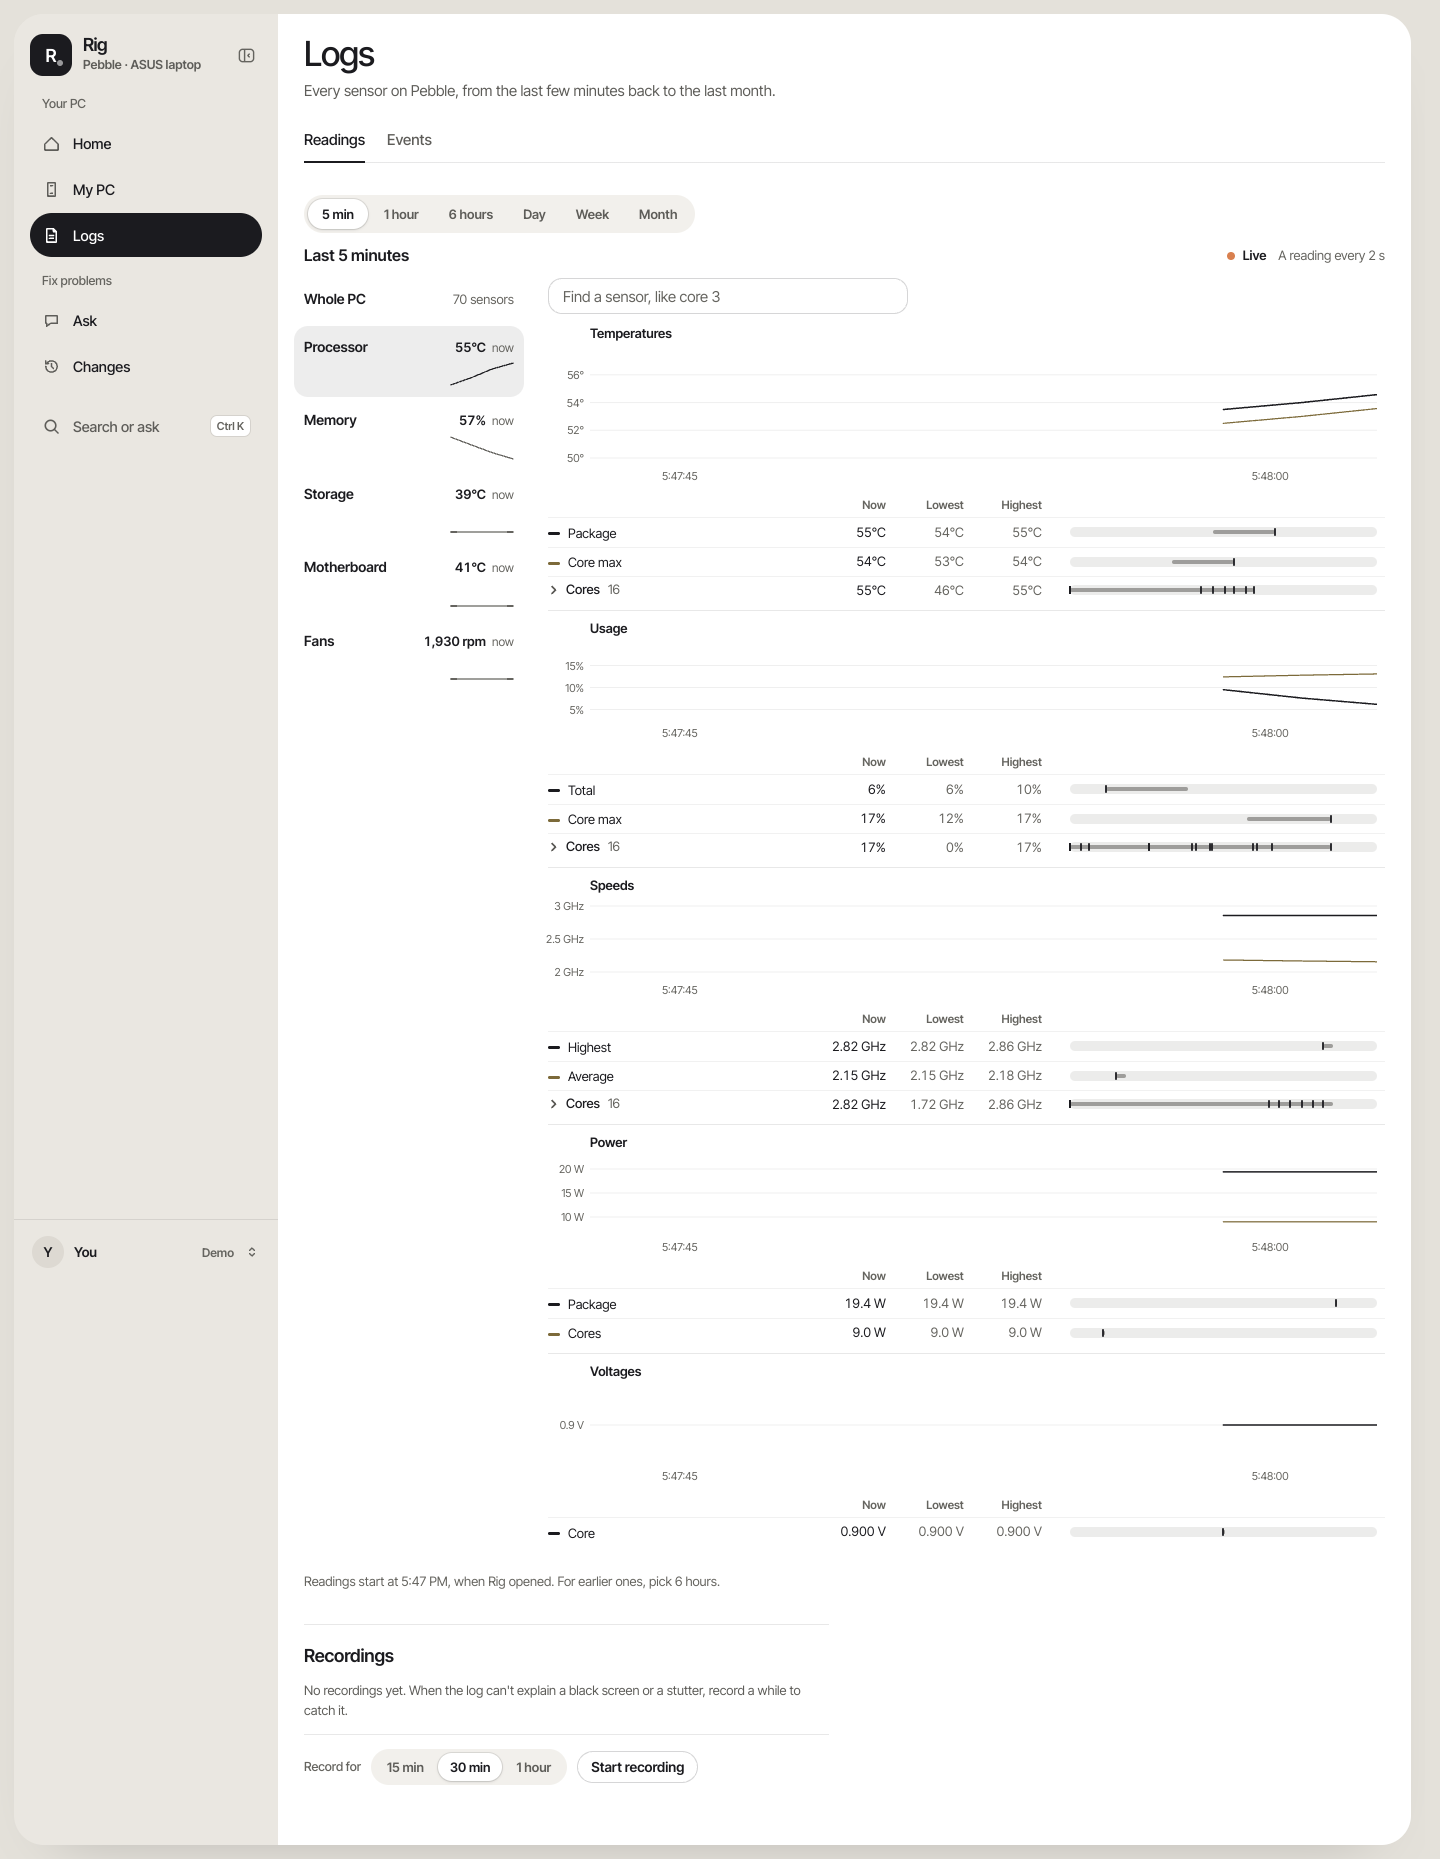 R.
Rig
Pebble · ASUS laptop
Your PC
Home
My PC
Logs
Fix problems
Ask
Changes
Search or ask
Ctrl K
Y
You
Demo
Logs
Every sensor on Pebble, from the last few minutes back to the last month.
Readings
Events
5 min
1 hour
6 hours
Day
Week
Month
Last 5 minutes
Live
A reading every 2 s
Whole PC
70 sensors
Processor
55°C now
Memory
57% now
Storage
39°C now
Motherboard
41°C now
Fans
1,930 rpm now
Find a sensor, like core 3
Temperatures
56°
54°
52°
50°
5:47:45
5:48:00
Now Lowest Highest
Package 55°C 54°C 55°C
Core max 54°C 53°C 54°C
Cores 16 55°C 46°C 55°C
Usage
15%
10%
5%
5:47:45
5:48:00
Now Lowest Highest
Total 6% 6% 10%
Core max 17% 12% 17%
Cores 16 17% 0% 17%
Speeds
3 GHz
2.5 GHz
2 GHz
5:47:45
5:48:00
Now Lowest Highest
Highest 2.82 GHz 2.82 GHz 2.86 GHz
Average 2.15 GHz 2.15 GHz 2.18 GHz
Cores 16 2.82 GHz 1.72 GHz 2.86 GHz
Power
20 W
15 W
10 W
5:47:45
5:48:00
Now Lowest Highest
Package 19.4 W 19.4 W 19.4 W
Cores 9.0 W 9.0 W 9.0 W
Voltages
0.9 V
5:47:45
5:48:00
Now Lowest Highest
Core 0.900 V 0.900 V 0.900 V
Readings start at 5:47 PM, when Rig opened. For earlier ones, pick 6 hours.
Recordings
No recordings yet. When the log can't explain a black screen or a stutter, record a while to
catch it.
Record for
15 min
30 min
1 hour
Start recording